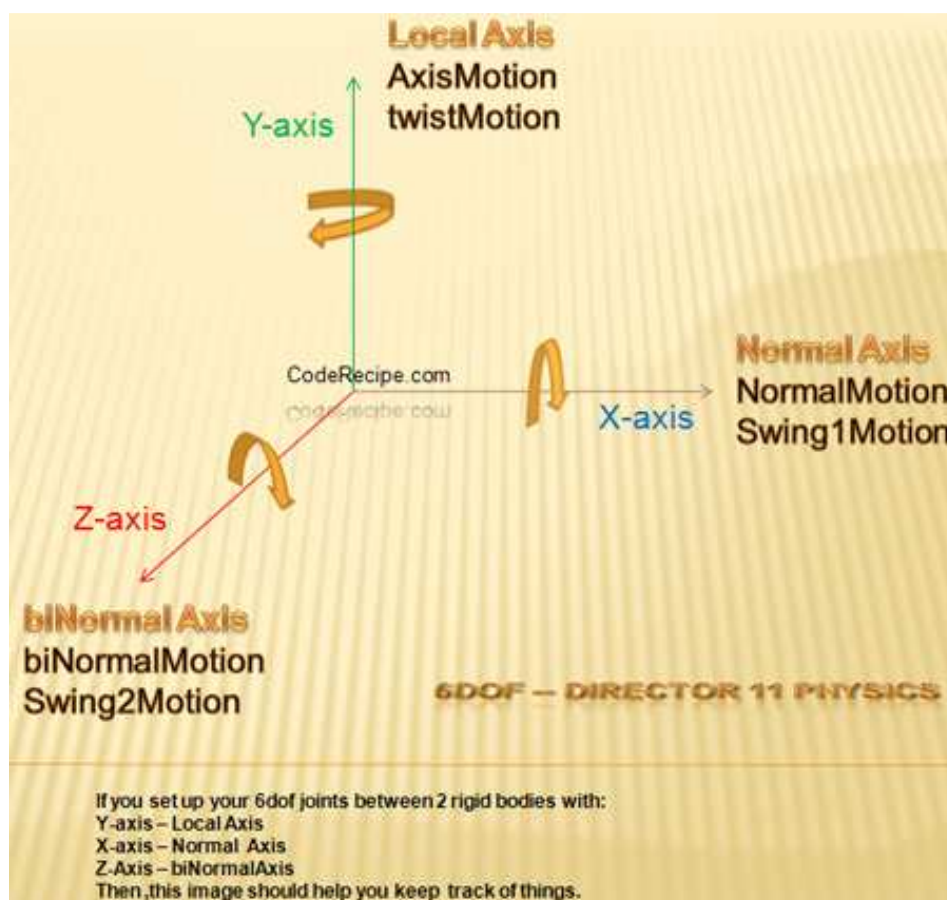 Local Axis
AxisMotion
twistMotion
Y-axis
CodeRecipe.com
Normal Axis
NormalMotion
Swing1Motion
X-axis
Z-axis
biNormal Axis
biNormalMotion
Swing2Motion
6DOF – DIRECTOR 11 PHYSICS
If you set up your 6dof joints between 2 rigid bodies with:
Y-axis – Local Axis
X-axis – Normal Axis
Z-Axis – biNormalAxis
Then ,this image should help you keep track of things.